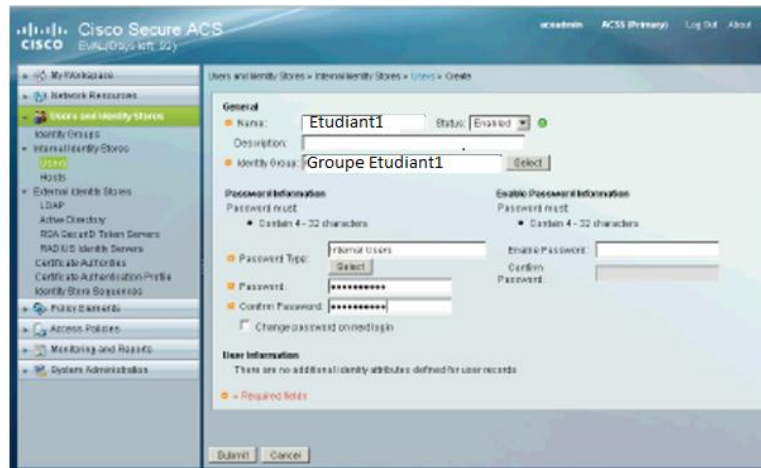 Cisco Secure ACS
CISCO EVAL(Days left: 92)
acsadmin ACS5 (Primary) Log Out About
My Workspace
Network Resources
Users and Identity Stores
Identity Groups
Internal Identity Stores
Users
Hosts
External Identity Stores
LDAP
Active Directory
RSA SecurID Token Servers
RADIUS Identity Servers
Certificate Authorities
Certificate Authentication Profile
Identity Store Sequences
Policy Elements
Access Policies
Monitoring and Reports
System Administration
Users and Identity Stores > Internal Identity Stores > Users > Create
General
Name: Etudiant1 Status: Enabled
Description:
Identity Group: Groupe Etudiant1 Select
Password Information
Password must:
• Contain 4 - 32 characters
Password Type: Internal Users
Select
Password: ••••••••••
Confirm Password: ••••••••••
Change password on next login
Enable Password Information
Password must:
• Contain 4 - 32 characters
Enable Password:
Confirm
Password:
User Information
There are no additional identity attributes defined for user records
= Required fields
Submit Cancel